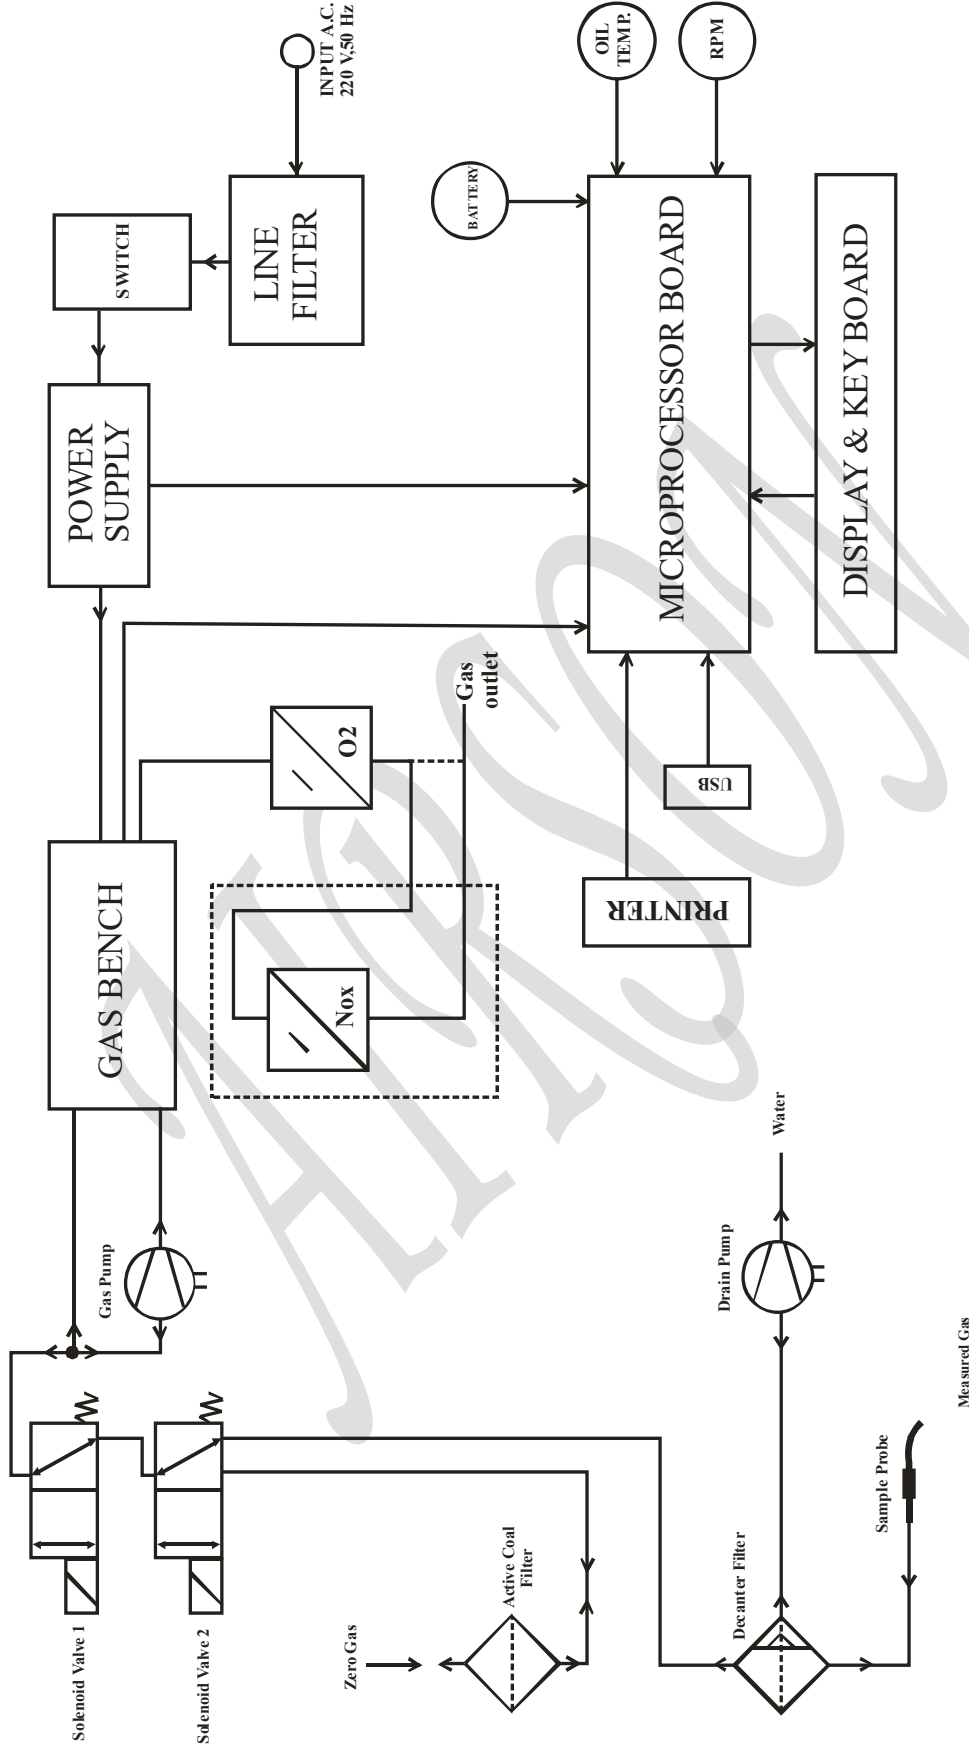 INPUT A.C.
220 V,50 Hz
OIL
TEMP.
RPM
BATTERY
SWITCH
LINE
FILTER
POWER
SUPPLY
MICROPROCESSOR BOARD
DISPLAY & KEY BOARD
Gas
outlet
O2
USB
PRINTER
GAS BENCH
Nox
Water
Gas Pump
Drain Pump
Measured Gas
Sample Probe
Active Coal
Filter
Decanter Filter
Zero Gas
Solenoid Valve 1
Solenoid Valve 2
AIRSON